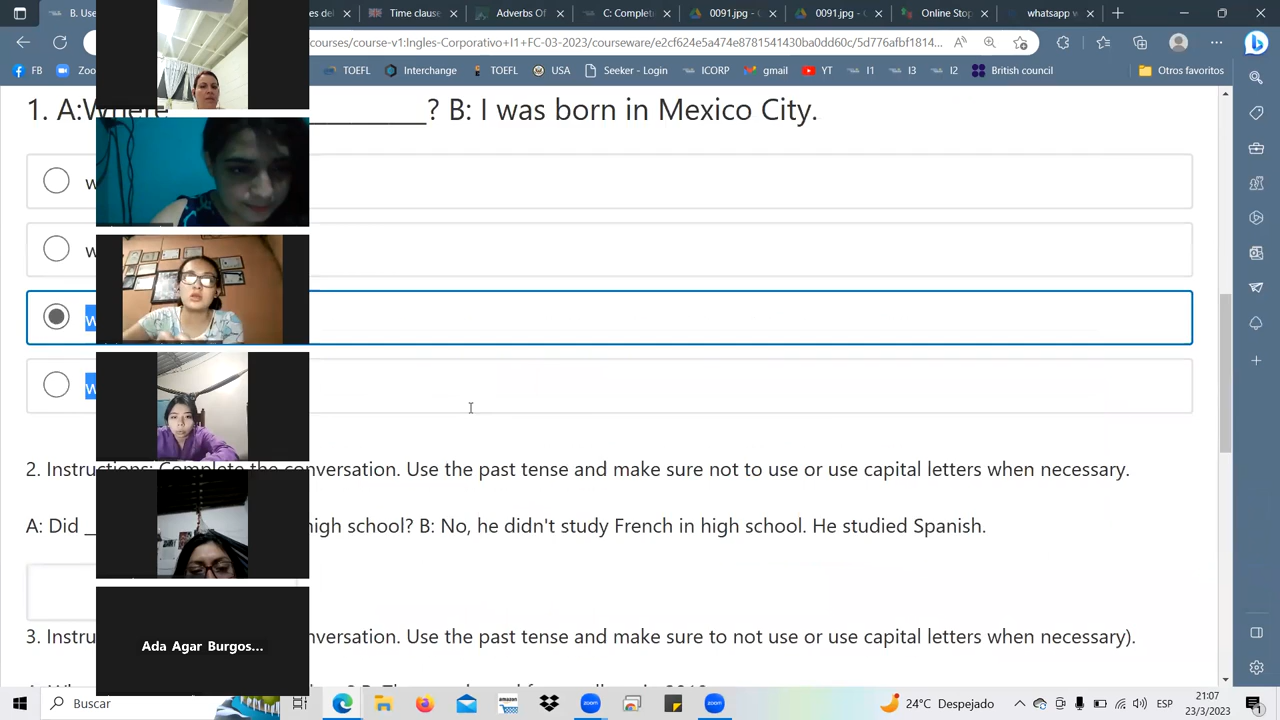 B. Use
Time clause
Adverbs Of
C: Complete
0091.jpg - c
0091.jpg
Online Stop
whatsapp
courses/course-v1:Ingles-Corporativo+I1+FC-03-2023/courseware/e2cf624e5a474e8781541430ba0dd60c/d776afbf1814...
FB
Zoo
TOEFL
Interchange
TOEFL
USA
Seeker - Login
ICORP
gmail
YT
I1
I1
I2
British council
Otros favoritos
1. A:Where ? B: I was born in Mexico City.
w
w
w
w
2. Instructions: Complete the conversation. Use the past tense and make sure not to use or use capital letters when necessary.
A: Did high school? B: No, he didn't study French in high school. He studied Spanish.
Ada Agar Burgos...
3. Instru nversation. Use the past tense and make sure to not use or use capital letters when necessary).
Buscar
22°C Despejado
ESP
21:07
23/3/2023